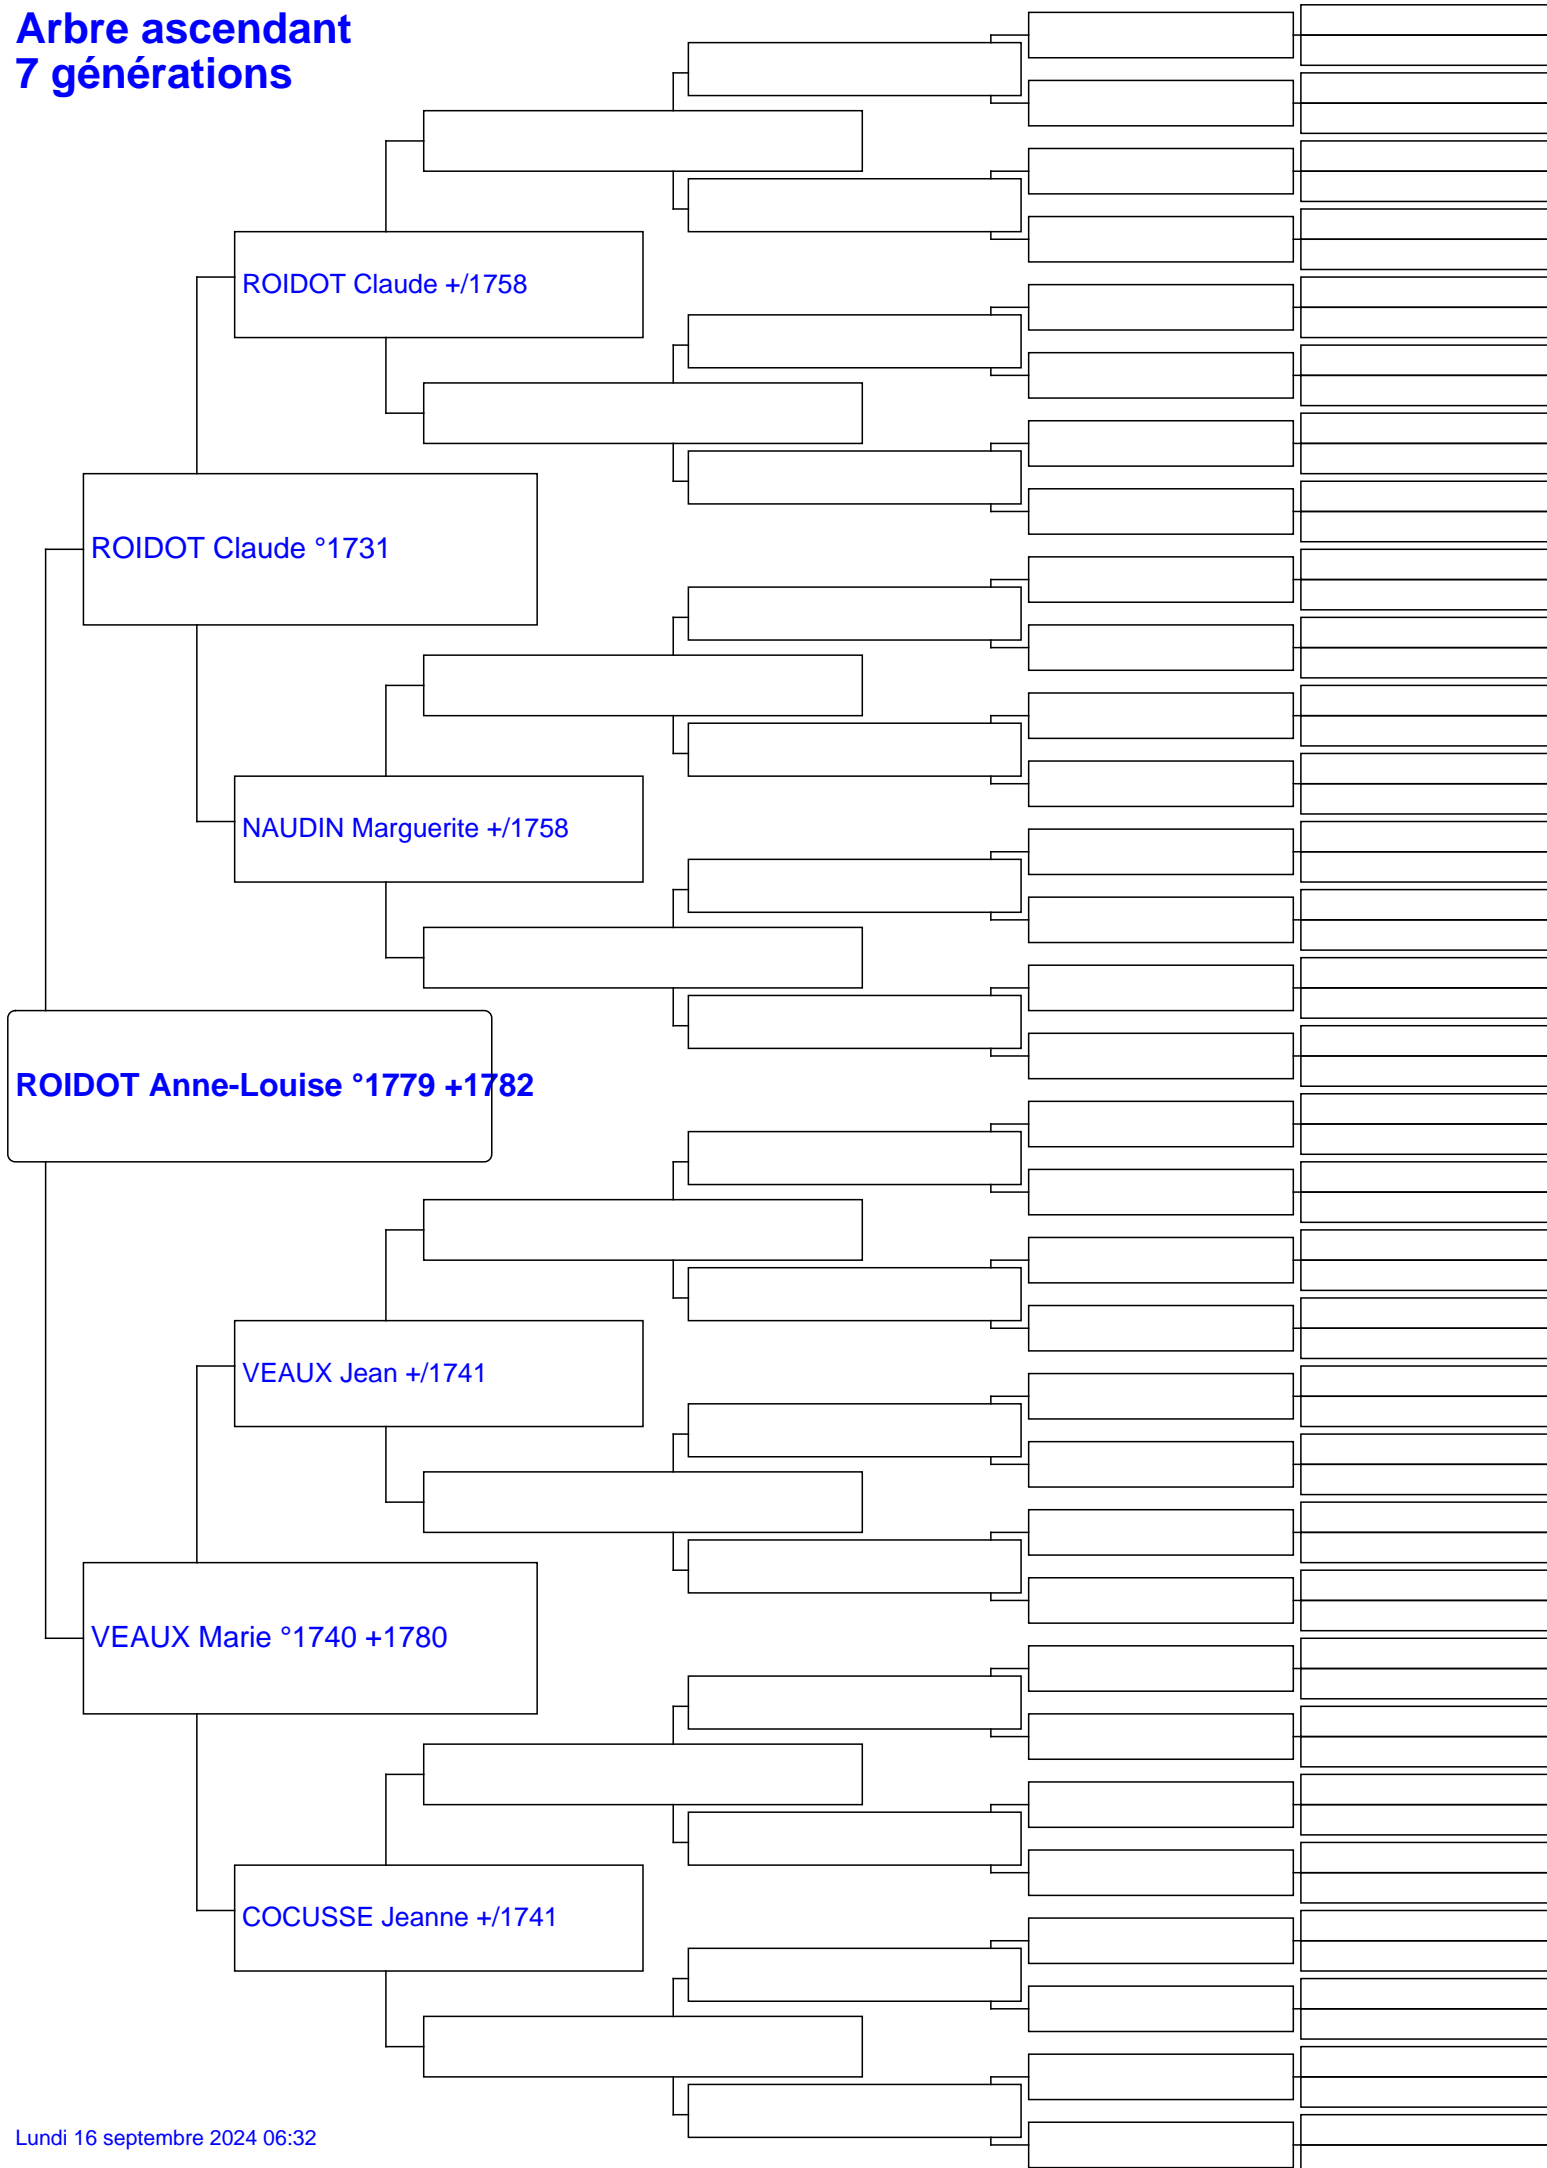 Arbre ascendant
7 générations
ROIDOT Claude +/1758
ROIDOT Claude °1731
NAUDIN Marguerite +/1758
ROIDOT Anne-Louise °1779 +1782
VEAUX Jean +/1741
VEAUX Marie °1740 +1780
COCUSSE Jeanne +/1741
Lundi 16 septembre 2024 06:32